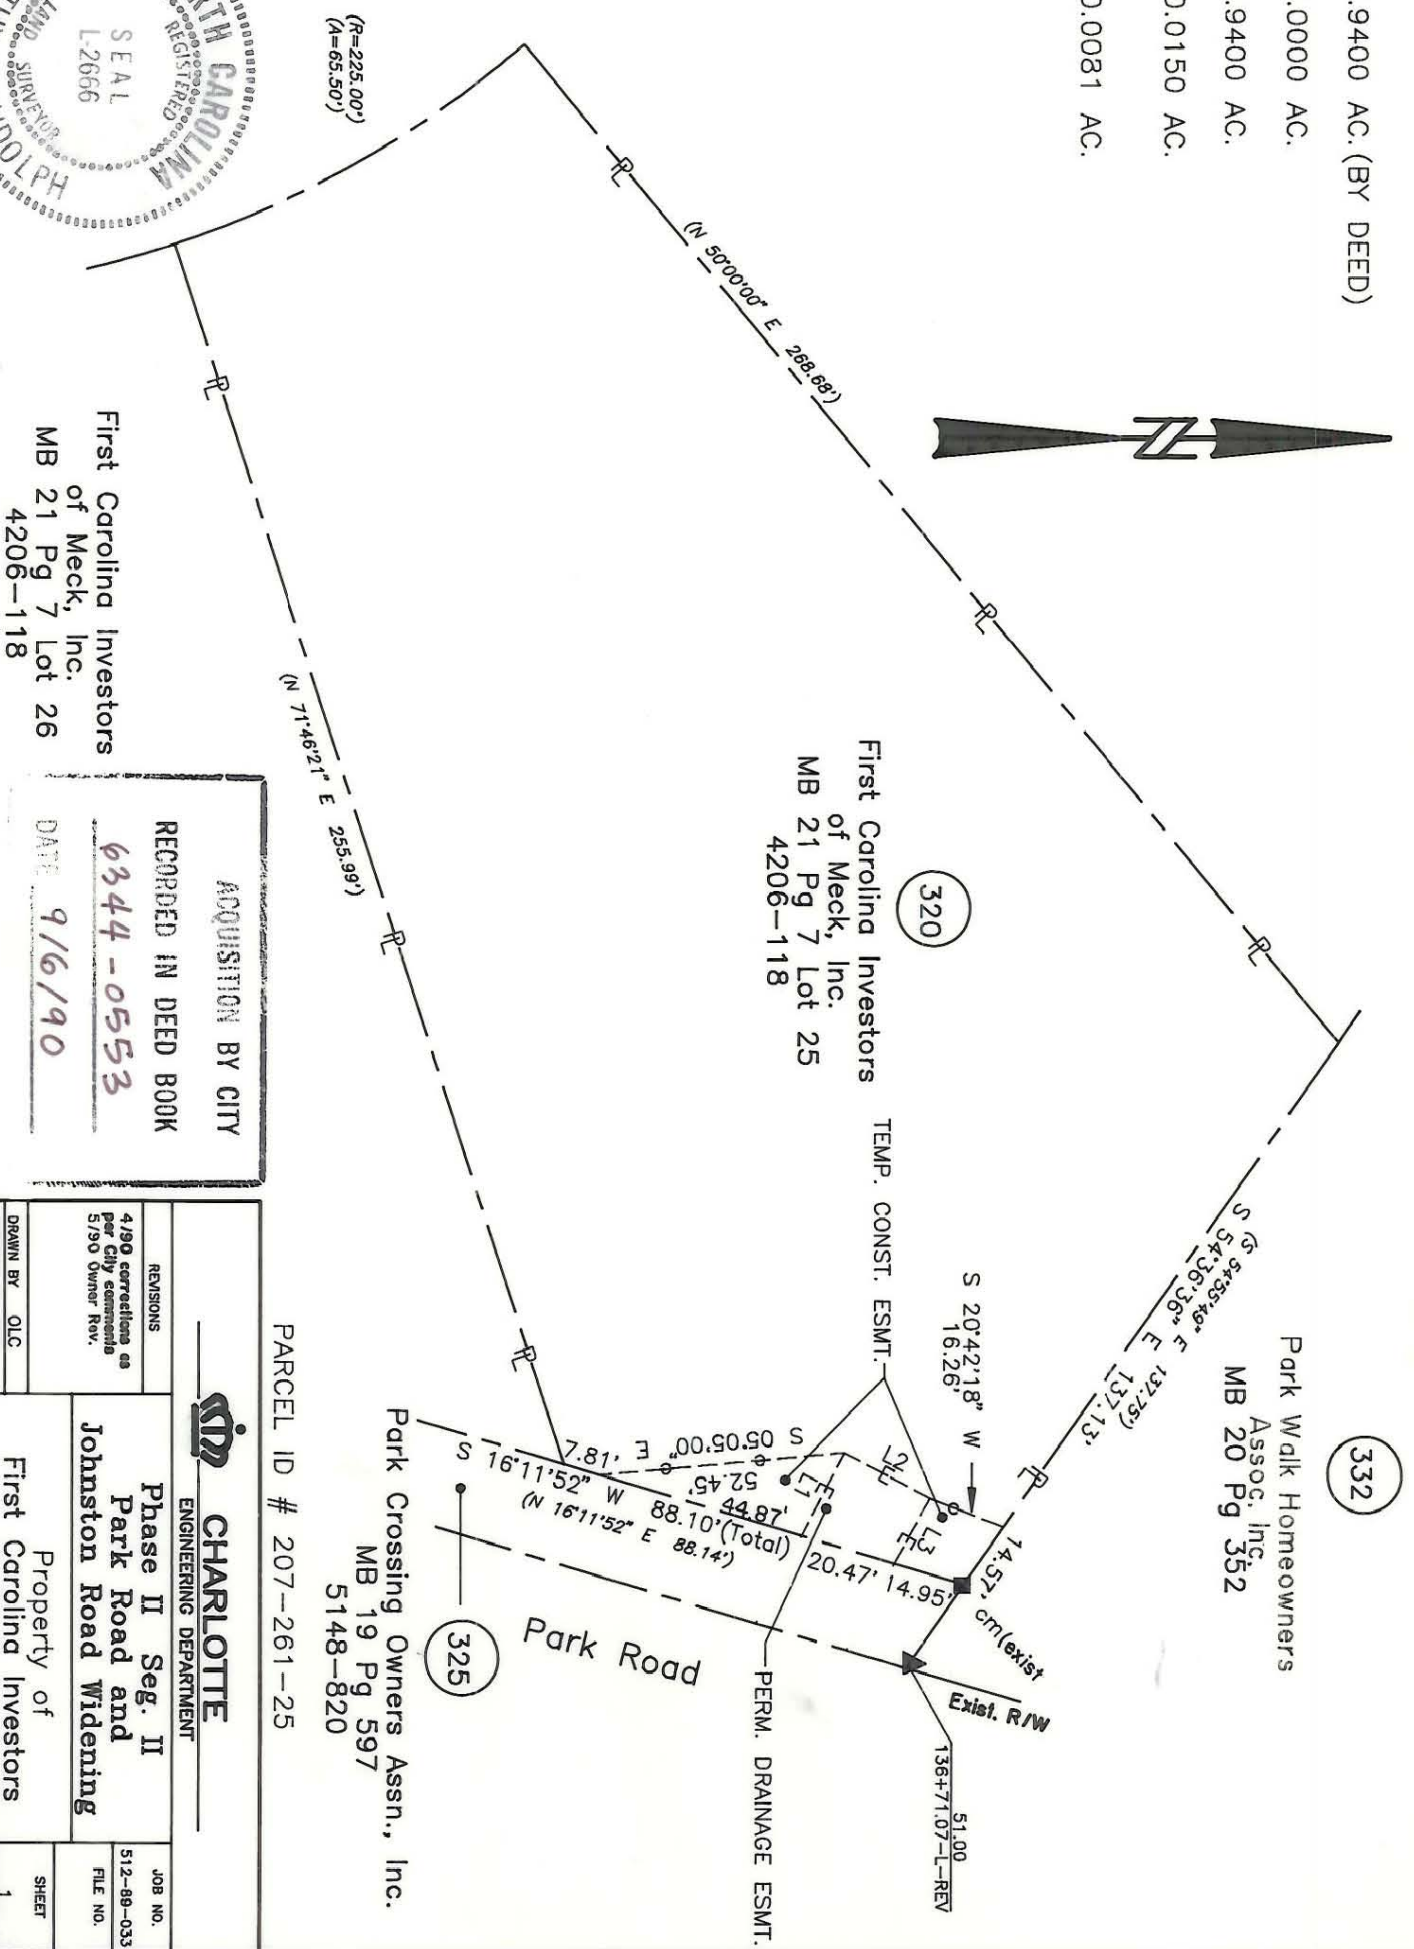 .9400 AC. (BY DEED)
.0000 AC.
.9400 AC.
0.0150 AC.
0.0081 AC.
RTH CAROLINA
REGISTERED
SEAL
L-2666
LAND SURVEYOR
DOLPH
(R=225.00')
(A=65.50')
(N 50°00'00" E 268.68')
332
Park Walk Homeowners
Assoc. Inc.
MB 20 Pg 352
(S 54°55'49" E 137.75')
S 54°36'36" E 137.13'
320
First Carolina Investors
of Meck, Inc.
MB 21 Pg 7 Lot 25
4206-118
TEMP. CONST. ESMT.
S 20°42'18" W
16.26'
14.57'
cm(exist
Exist. R/W
51.00
136+71.07-L-REV
L2
L3
L1
E
E
E
S 05°05'00" E
52.45'
7.81'
44.87'
20.47'
14.95'
S 16°11'52" W 88.10'(Total)
(N 16°11'52" E 88.14')
PERM. DRAINAGE ESMT.
Park Road
325
Park Crossing Owners Assn., Inc.
MB 19 Pg 597
5148-820
(N 71°46'21" E 255.99')
PL
PL
PL
PL
PL
PL
PL
First Carolina Investors
of Meck, Inc.
MB 21 Pg 7 Lot 26
4206-118
ACQUISITION BY CITY
RECORDED IN DEED BOOK
6344-0553
DATE 9/6/90
PARCEL ID # 207-261-25
CHARLOTTE
ENGINEERING DEPARTMENT
REVISIONS
4/90 corrections as
per City comments
5/90 Owner Rev.
DRAWN BY OLC
Phase II Seg. II
Park Road and
Johnston Road Widening
Property of
First Carolina Investors
JOB NO.
512-89-033
FILE NO.
SHEET
1